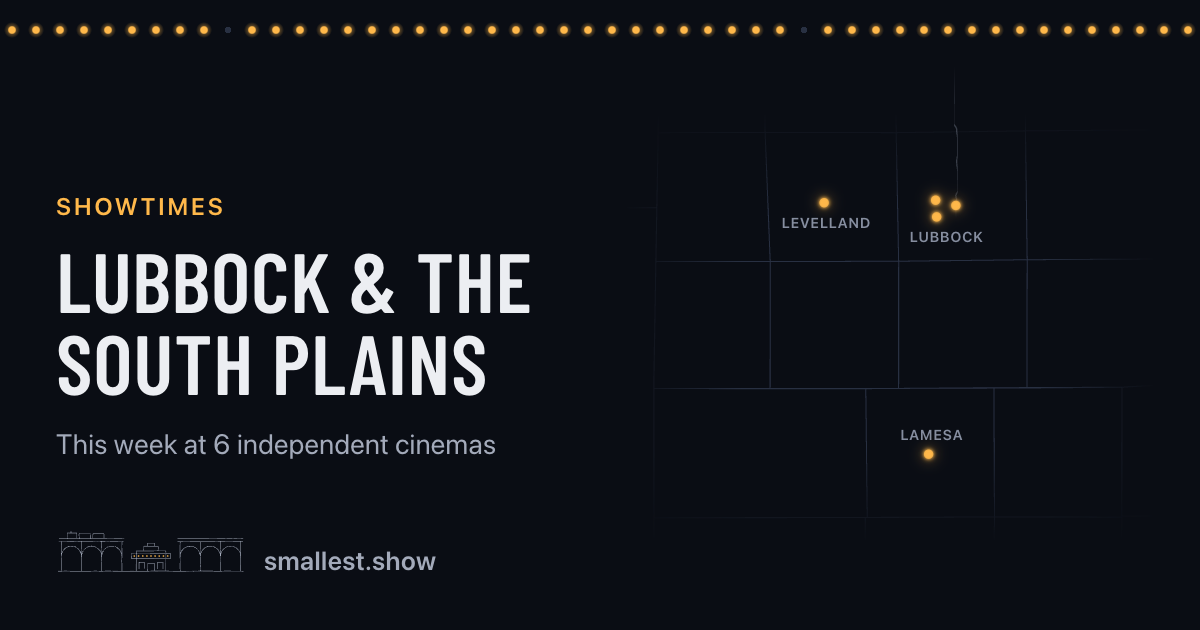 SHOWTIMES
LUBBOCK & THE
SOUTH PLAINS
This week at 6 independent cinemas
smallest.show
LEVELLAND
LUBBOCK
LAMESA